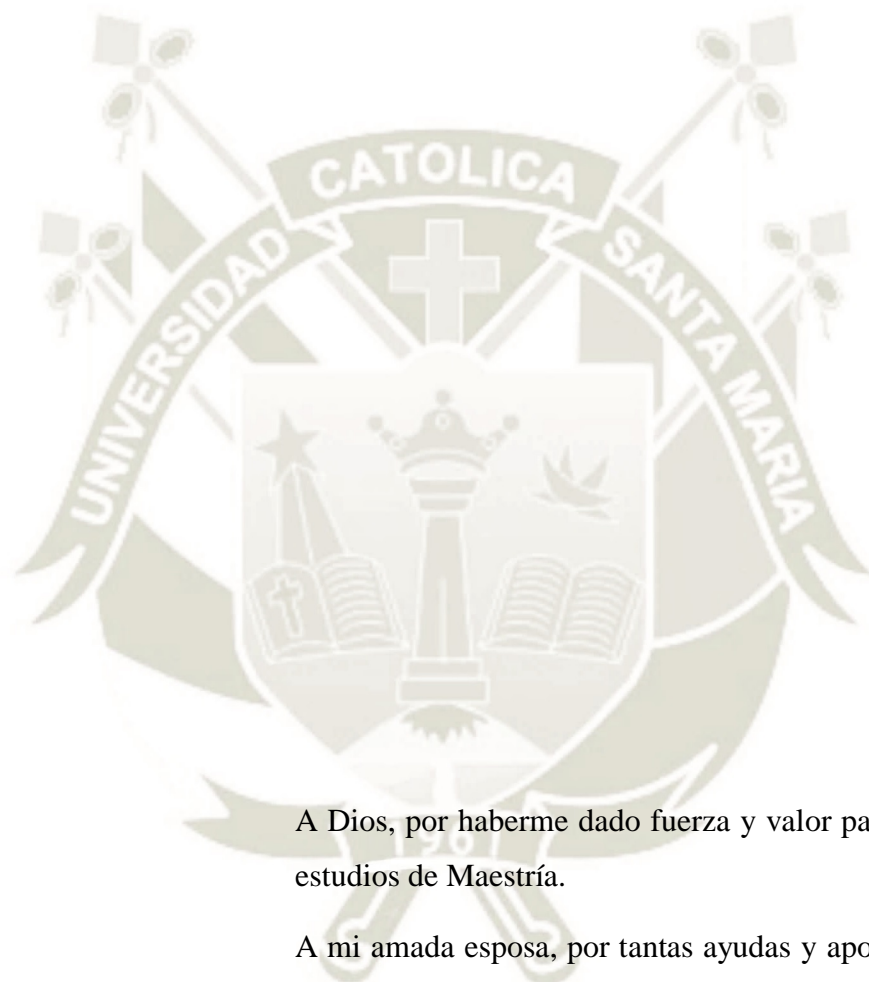 UNIVERSIDAD
CATOLICA
SANTA MARIA
1961
A Dios, por haberme dado fuerza y valor pa
estudios de Maestría.
A mi amada esposa, por tantas ayudas y apo